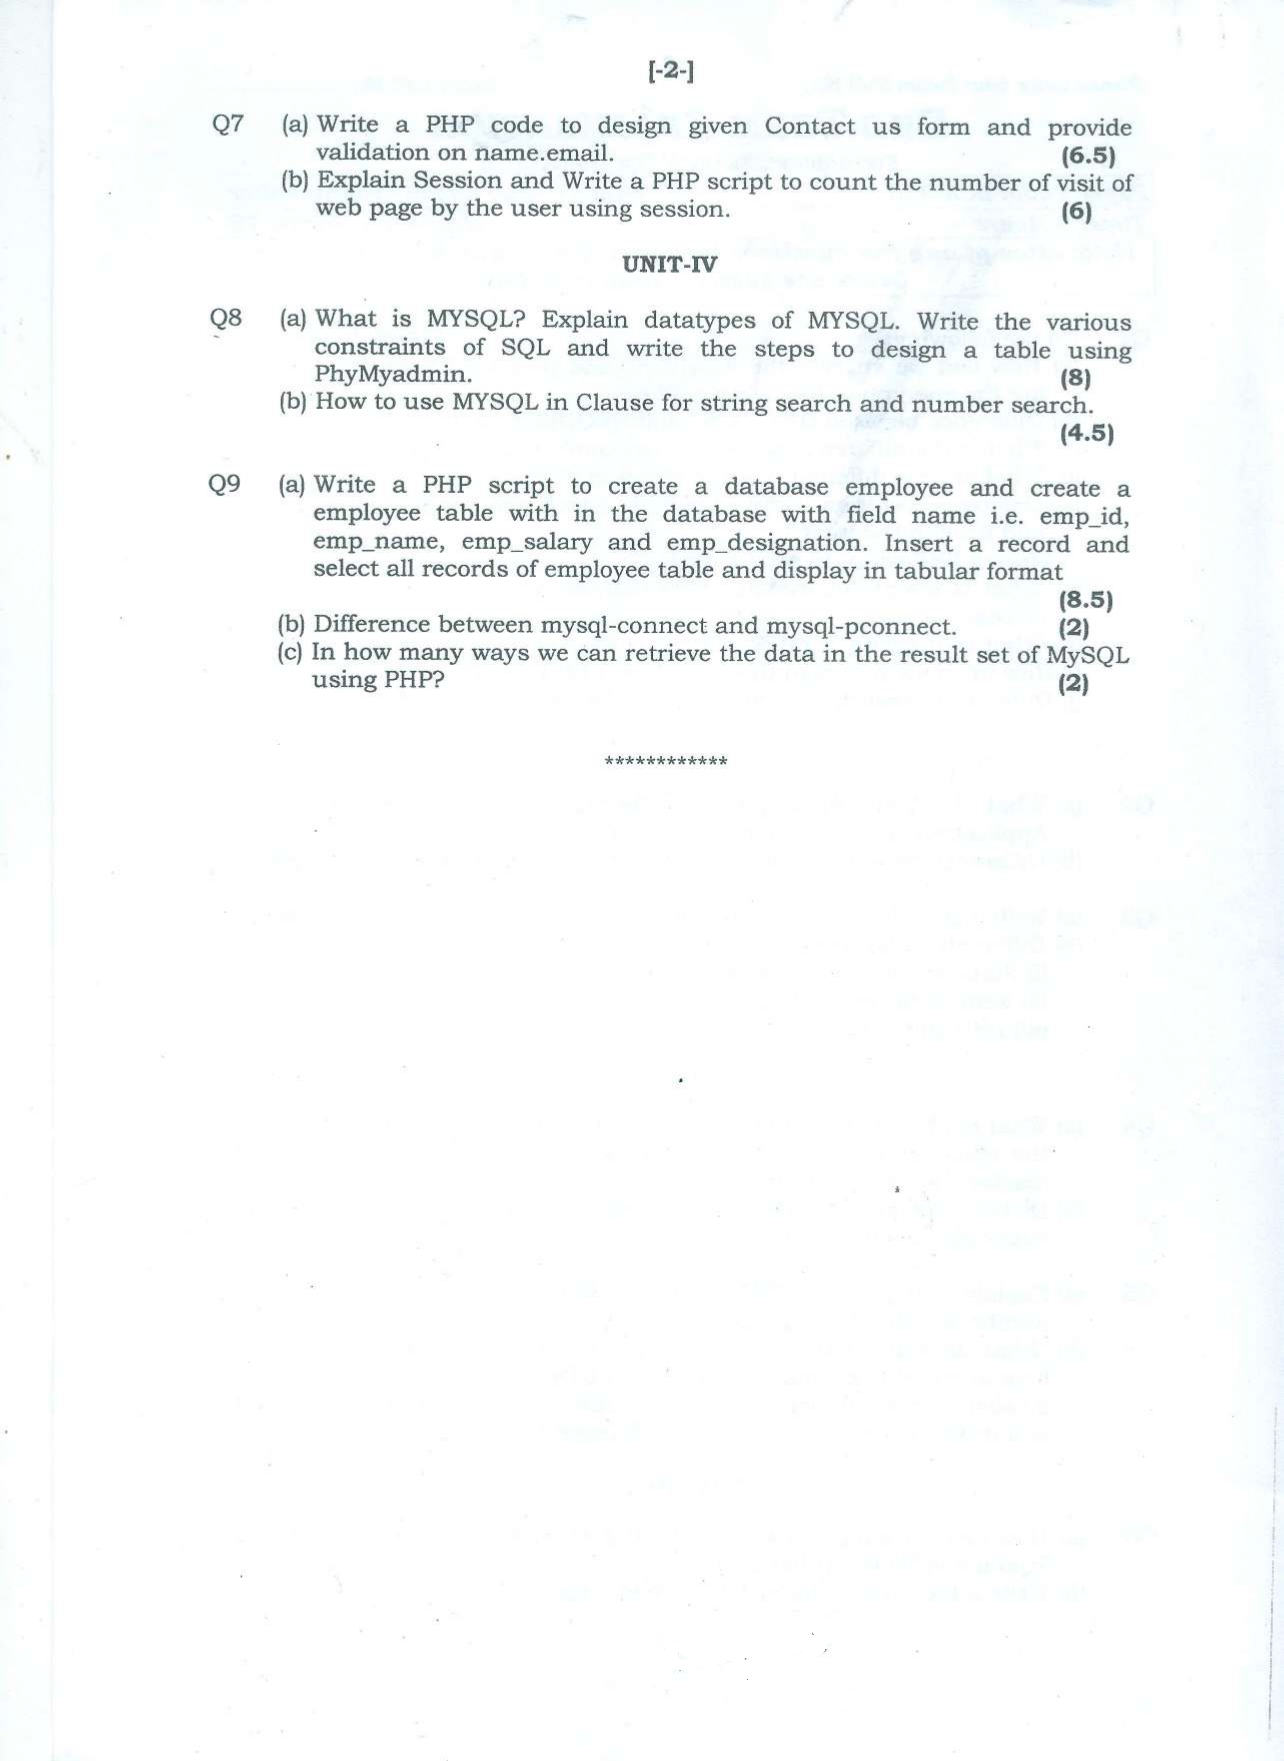 [-2-]
Q7 (a) Write a PHP code to design given Contact us form and provide
validation on name.email. (6.5)
(b) Explain Session and Write a PHP script to count the number of visit of
web page by the user using session. (6)
UNIT-IV
Q8 (a) What is MYSQL? Explain datatypes of MYSQL. Write the various
constraints of SQL and write the steps to design a table using
PhyMyadmin. (8)
(b) How to use MYSQL in Clause for string search and number search.
(4.5)
Q9 (a) Write a PHP script to create a database employee and create a
employee table with in the database with field name i.e. emp_id,
emp_name, emp_salary and emp_designation. Insert a record and
select all records of employee table and display in tabular format
(8.5)
(b) Difference between mysql-connect and mysql-pconnect. (2)
(c) In how many ways we can retrieve the data in the result set of MySQL
using PHP? (2)
************